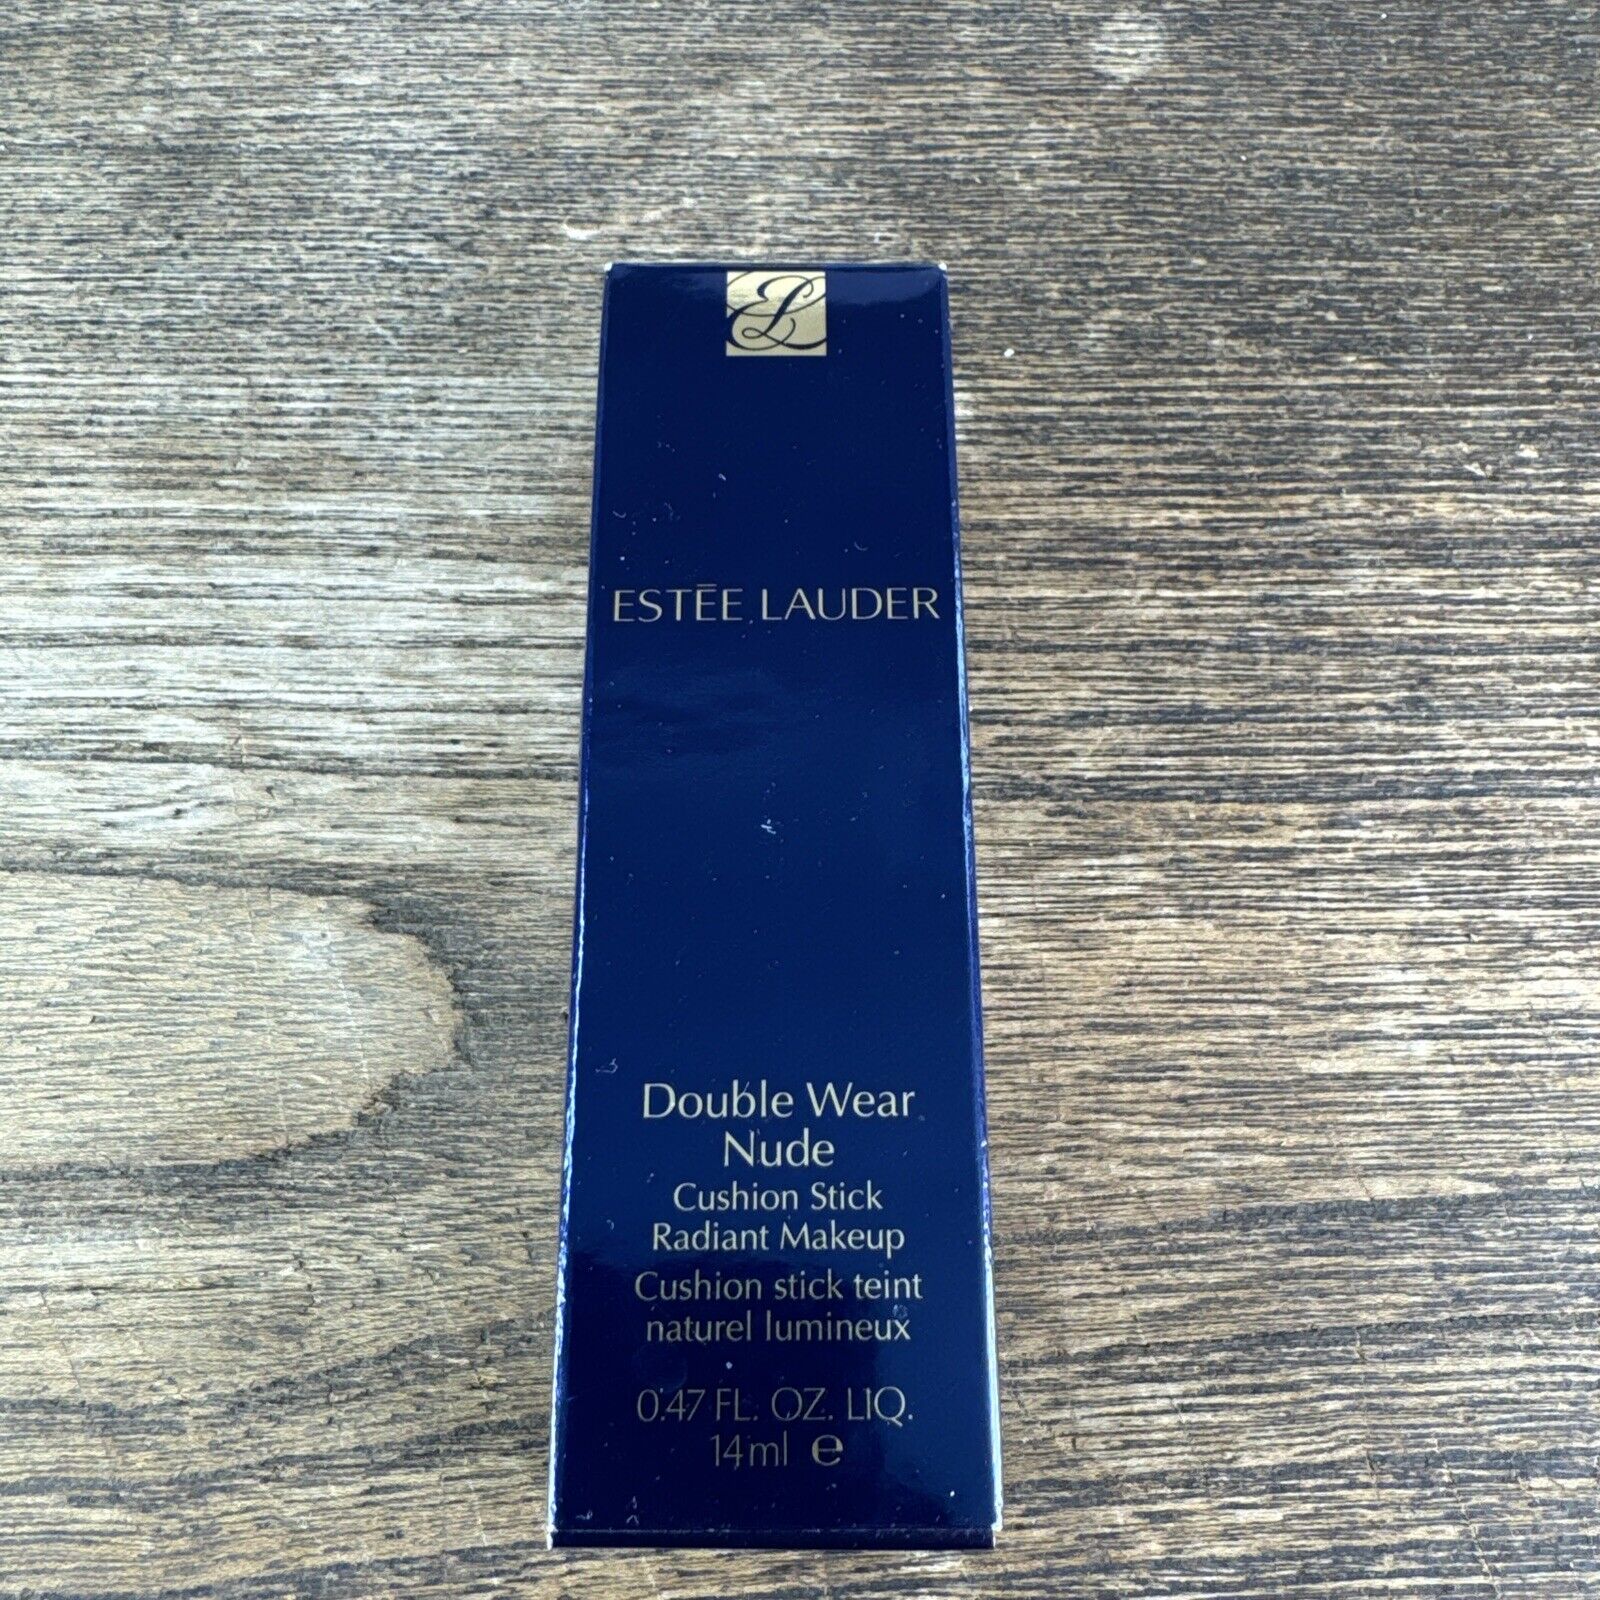 EL
ESTĒE LAUDER
Double Wear
Nude
Cushion Stick
Radiant Makeup
Cushion stick teint
naturel lumineux
0.47 FL. OZ. LIQ.
14ml ℮